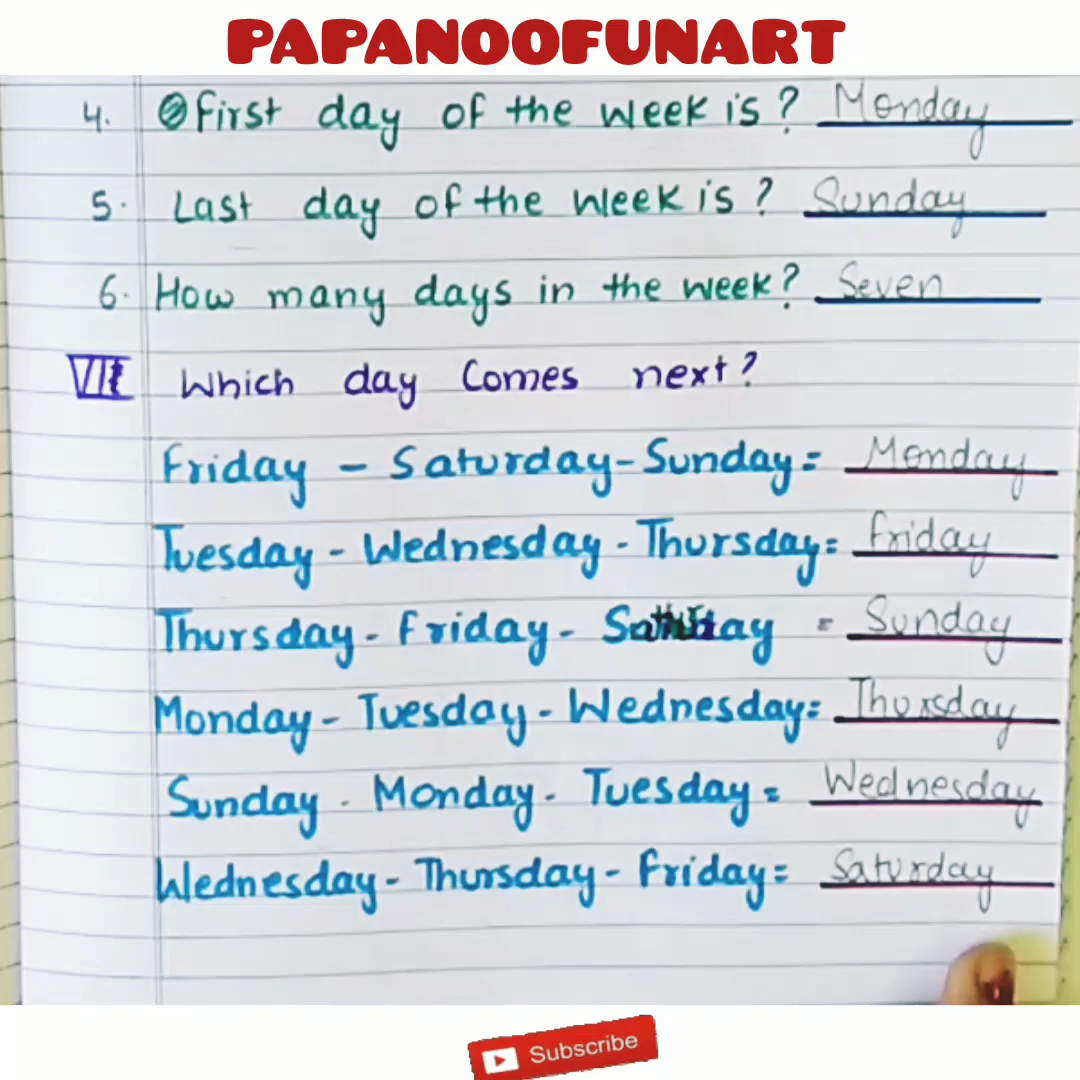 PAPANOOFUNART
4. First day of the week is? Monday
5. Last day of the week is? Sunday
6. How many days in the week? Seven
VII Which day Comes next?
Friday - Saturday - Sunday = Monday
Tuesday - Wednesday - Thursday = Friday
Thursday - Friday - Saturday = Sunday
Monday - Tuesday - Wednesday = Thursday
Sunday - Monday - Tuesday = Wednesday
Wednesday - Thursday - Friday = Saturday
Subscribe